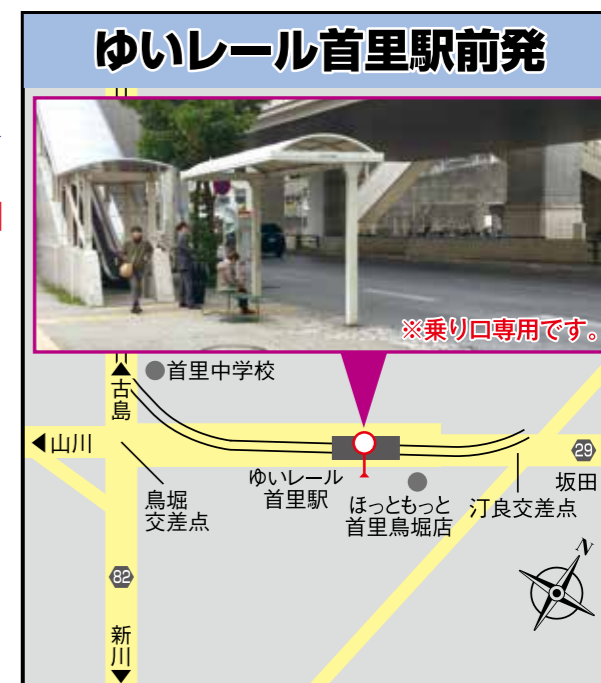 ゆいレール首里駅前発
※乗り口専用です。
首里中学校
古島
山川
29
坂田
鳥堀
交差点
ゆいレール
首里駅
ほっともっと
首里鳥堀店
汀良交差点
N
82
新川